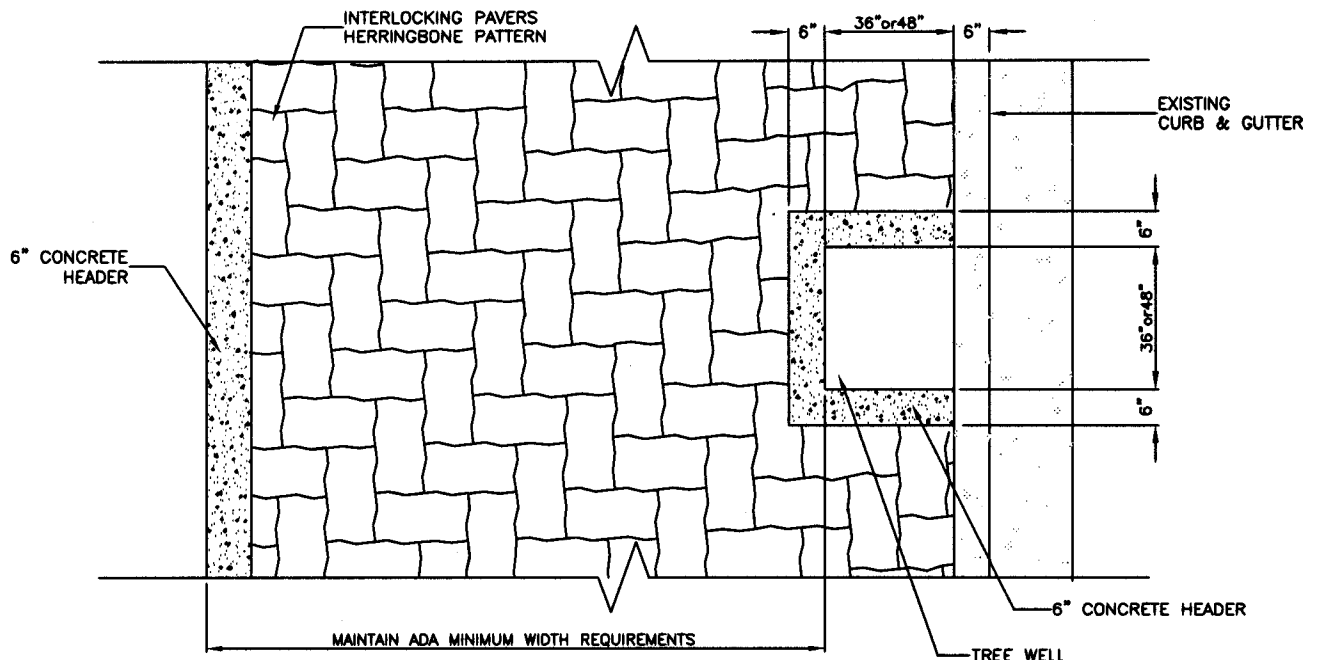 INTERLOCKING PAVERS
HERRINGBONE PATTERN
6"
36"or48"
6"
EXISTING
CURB & GUTTER
6"
6" CONCRETE
HEADER
36"or48"
6"
6" CONCRETE HEADER
MAINTAIN ADA MINIMUM WIDTH REQUIREMENTS
TREE WELL